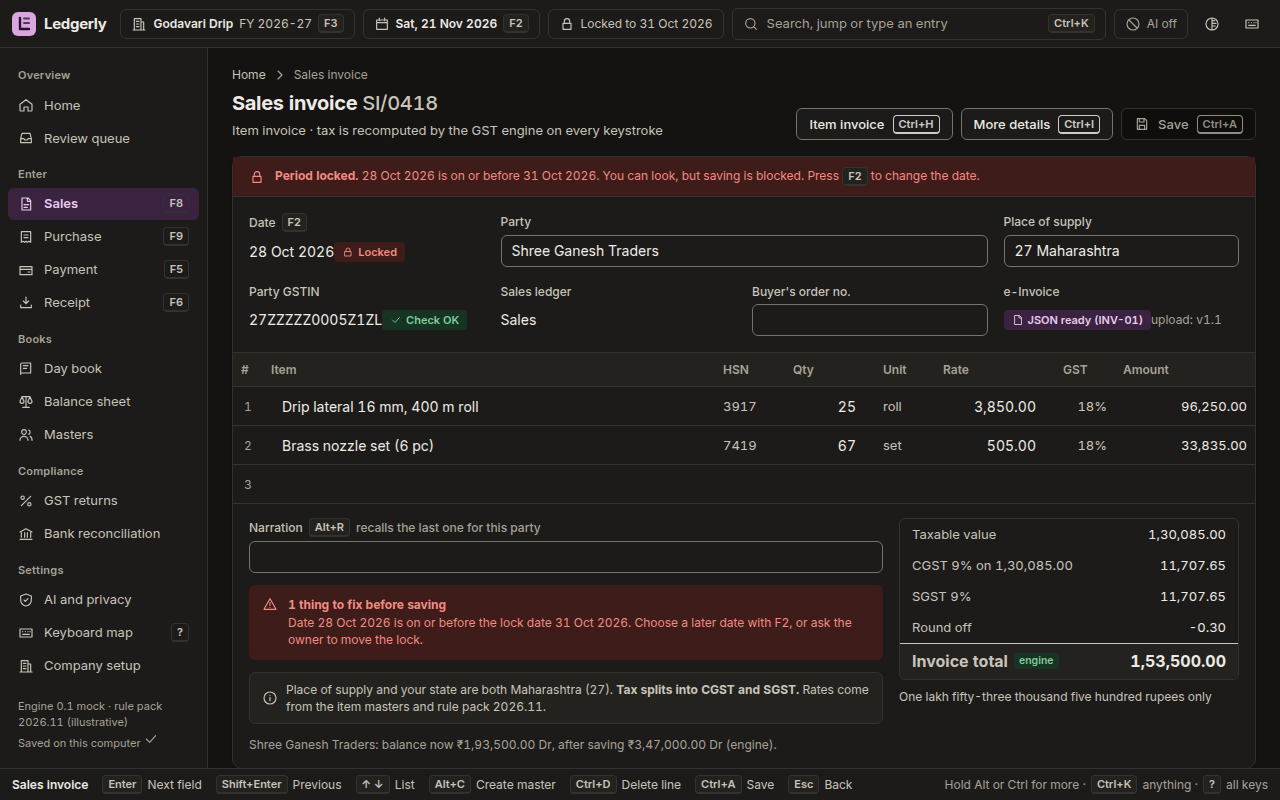 Ledgerly
Godavari Drip FY 2026-27 F3
Sat, 21 Nov 2026 F2
Locked to 31 Oct 2026
Search, jump or type an entry Ctrl+K
AI off
Overview
Home
Review queue
Enter
Sales F8
Purchase F9
Payment F5
Receipt F6
Books
Day book
Balance sheet
Masters
Compliance
GST returns
Bank reconciliation
Settings
AI and privacy
Keyboard map ?
Company setup
Engine 0.1 mock · rule pack
2026.11 (illustrative)
Saved on this computer
Home > Sales invoice
Sales invoice SI/0418
Item invoice · tax is recomputed by the GST engine on every keystroke
Item invoice Ctrl+H
More details Ctrl+I
Save Ctrl+A
Period locked. 28 Oct 2026 is on or before 31 Oct 2026. You can look, but saving is blocked. Press F2 to change the date.
Date F2
28 Oct 2026 Locked
Party
Shree Ganesh Traders
Place of supply
27 Maharashtra
Party GSTIN
27ZZZZZ0005Z1ZL Check OK
Sales ledger
Sales
Buyer's order no.
e-Invoice
JSON ready (INV-01) upload: v1.1
# Item HSN Qty Unit Rate GST Amount
1 Drip lateral 16 mm, 400 m roll 3917 25 roll 3,850.00 18% 96,250.00
2 Brass nozzle set (6 pc) 7419 67 set 505.00 18% 33,835.00
3
Narration Alt+R recalls the last one for this party
1 thing to fix before saving
Date 28 Oct 2026 is on or before the lock date 31 Oct 2026. Choose a later date with F2, or ask the
owner to move the lock.
Place of supply and your state are both Maharashtra (27). Tax splits into CGST and SGST. Rates come
from the item masters and rule pack 2026.11.
Shree Ganesh Traders: balance now ₹1,93,500.00 Dr, after saving ₹3,47,000.00 Dr (engine).
Taxable value 1,30,085.00
CGST 9% on 1,30,085.00 11,707.65
SGST 9% 11,707.65
Round off -0.30
Invoice total engine 1,53,500.00
One lakh fifty-three thousand five hundred rupees only
Sales invoice Enter Next field Shift+Enter Previous ↑ ↓ List Alt+C Create master Ctrl+D Delete line Ctrl+A Save Esc Back Hold Alt or Ctrl for more · Ctrl+K anything · ? all keys